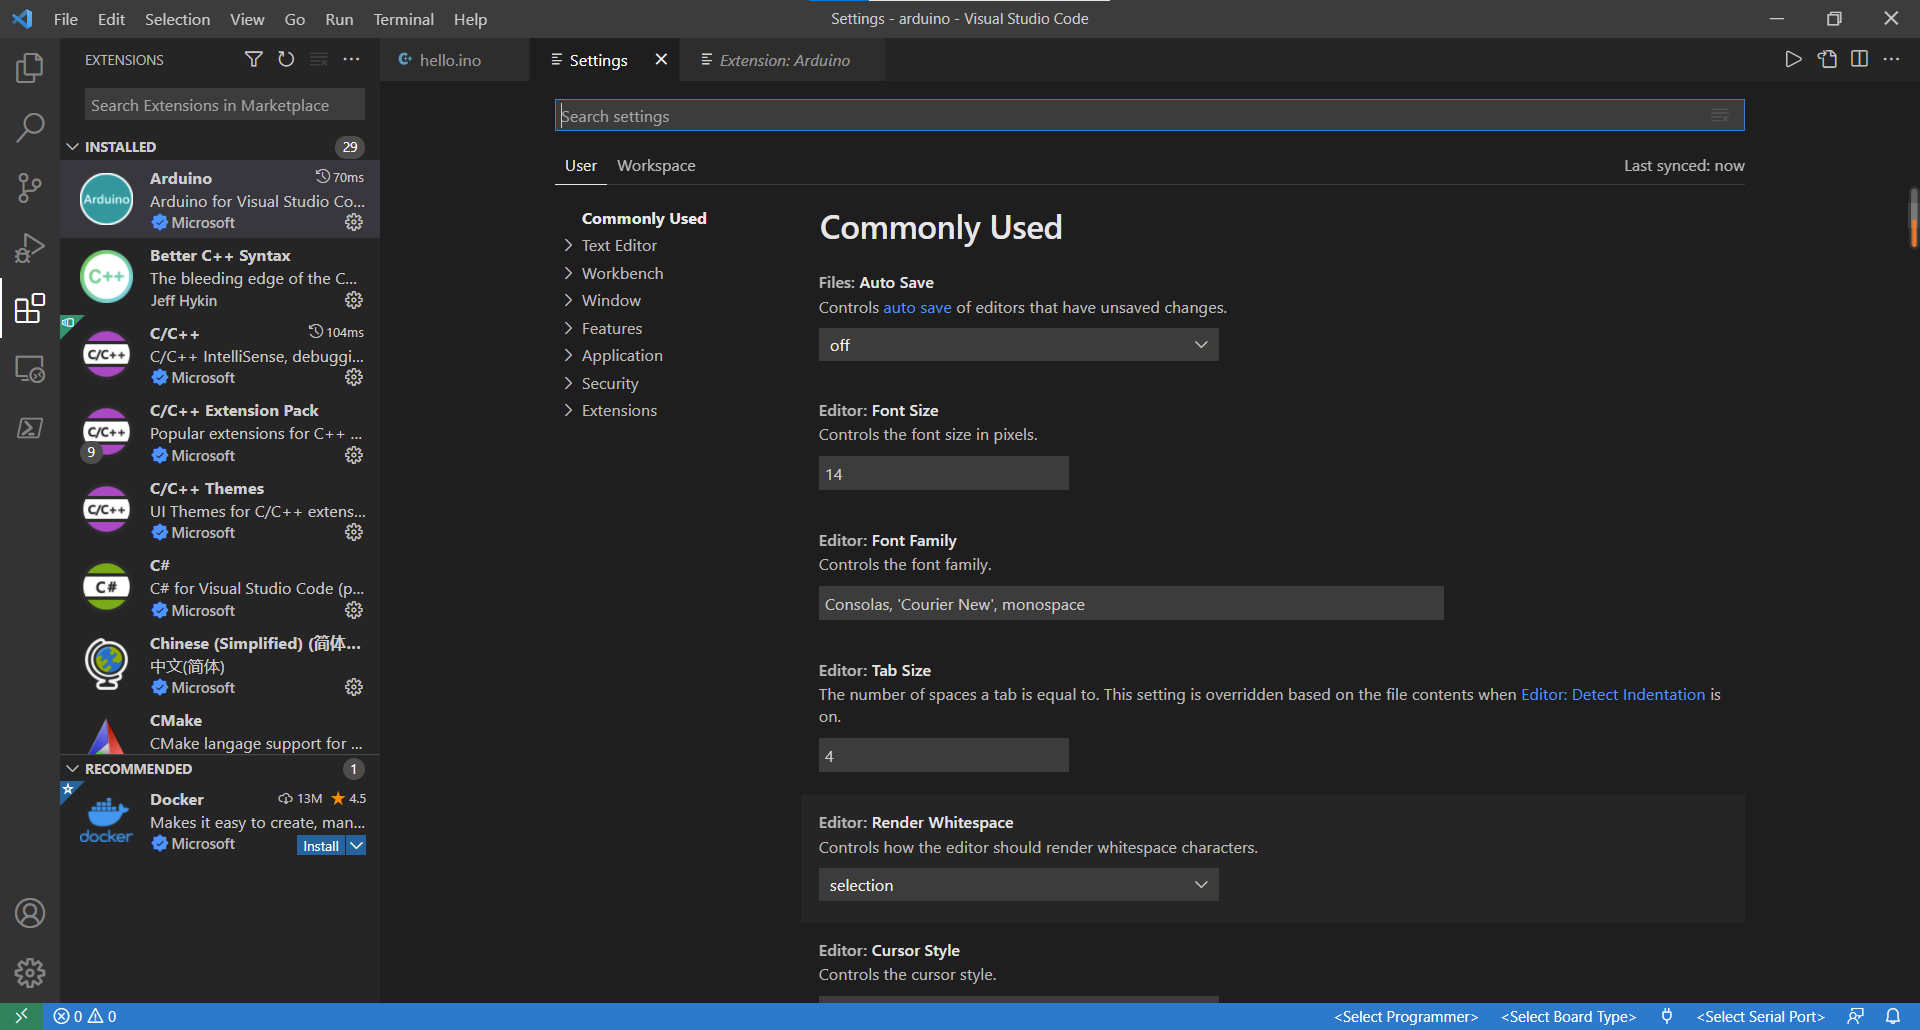 File Edit Selection View Go Run Terminal Help
Settings - arduino - Visual Studio Code
EXTENSIONS
Search Extensions in Marketplace
INSTALLED 29
Arduino 70ms
Arduino for Visual Studio Co...
Microsoft
Better C++ Syntax
The bleeding edge of the C...
Jeff Hykin
C/C++ 104ms
C/C++ IntelliSense, debuggi...
Microsoft
C/C++ Extension Pack
Popular extensions for C++ ...
Microsoft
9
C/C++ Themes
UI Themes for C/C++ extens...
Microsoft
C#
C# for Visual Studio Code (p...
Microsoft
Chinese (Simplified) (简体...
中文(简体)
Microsoft
CMake
CMake langage support for ...
RECOMMENDED 1
Docker 13M 4.5
Makes it easy to create, man...
Microsoft Install
Arduino
C++
C/C++
C/C++
C/C++
C#
docker
hello.ino Settings Extension: Arduino
Search settings
User Workspace Last synced: now
Commonly Used
Text Editor
Workbench
Window
Features
Application
Security
Extensions
Commonly Used
Files: Auto Save
Controls auto save of editors that have unsaved changes.
off
Editor: Font Size
Controls the font size in pixels.
14
Editor: Font Family
Controls the font family.
Consolas, 'Courier New', monospace
Editor: Tab Size
The number of spaces a tab is equal to. This setting is overridden based on the file contents when Editor: Detect Indentation is
on.
4
Editor: Render Whitespace
Controls how the editor should render whitespace characters.
selection
Editor: Cursor Style
Controls the cursor style.
0 0 <Select Programmer> <Select Board Type> <Select Serial Port>